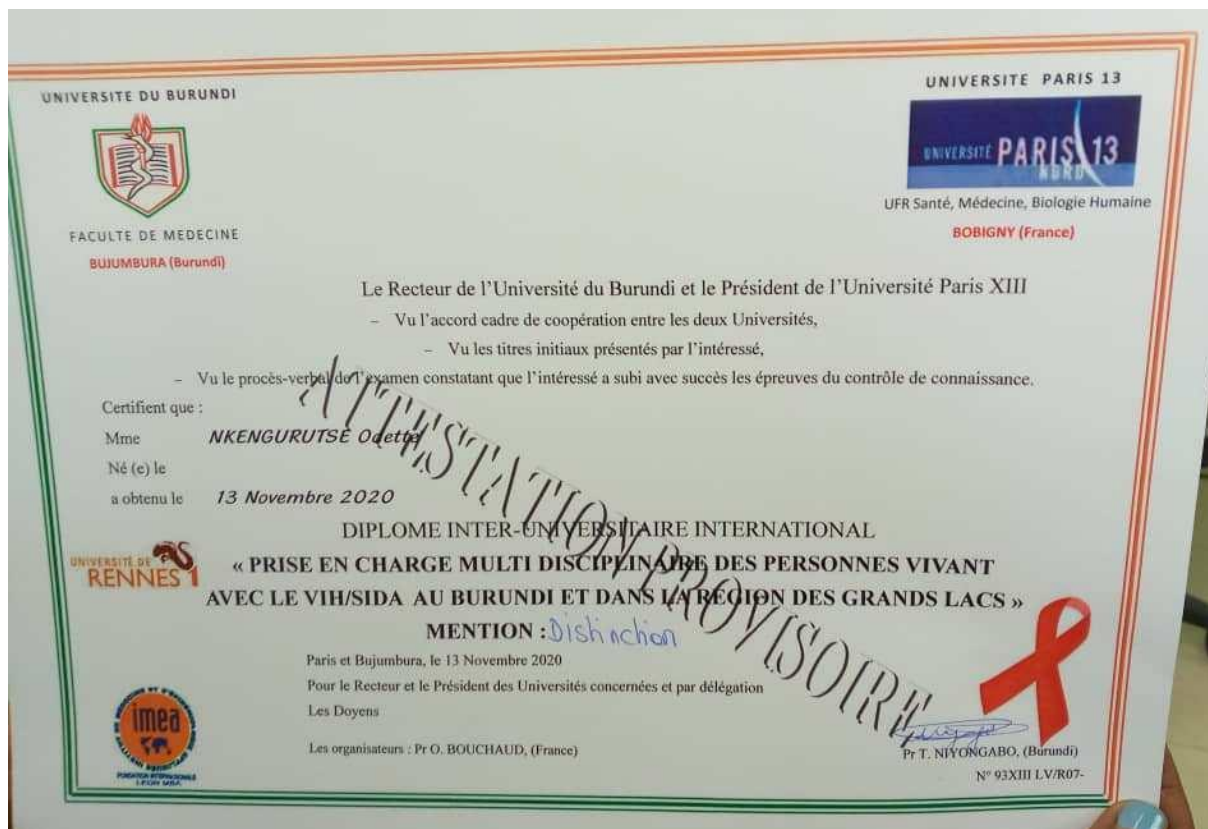 UNIVERSITE DU BURUNDI
FACULTE DE MEDECINE
BUJUMBURA (Burundi)
UNIVERSITE PARIS 13
UNIVERSITÉ PARIS 13
NORD
UFR Santé, Médecine, Biologie Humaine
BOBIGNY (France)
Le Recteur de l'Université du Burundi et le Président de l'Université Paris XIII
– Vu l'accord cadre de coopération entre les deux Universités,
– Vu les titres initiaux présentés par l'intéressé,
– Vu le procès-verbal de l'examen constatant que l'intéressé a subi avec succès les épreuves du contrôle de connaissance.
Certifient que :
Mme NKENGURUTSE Odette
Né (e) le
a obtenu le 13 Novembre 2020
ATTESTATION PROVISOIRE
DIPLOME INTER-UNIVERSITAIRE INTERNATIONAL
UNIVERSITÉ DE
RENNES 1
« PRISE EN CHARGE MULTI DISCIPLINAIRE DES PERSONNES VIVANT
AVEC LE VIH/SIDA AU BURUNDI ET DANS LA RÉGION DES GRANDS LACS »
MENTION : Distinction
Paris et Bujumbura, le 13 Novembre 2020
Pour le Recteur et le Président des Universités concernées et par délégation
Les Doyens
imea
Les organisateurs : Pr O. BOUCHAUD, (France)
Pr T. NIYONGABO, (Burundi)
N° 93XIII LV/R07-